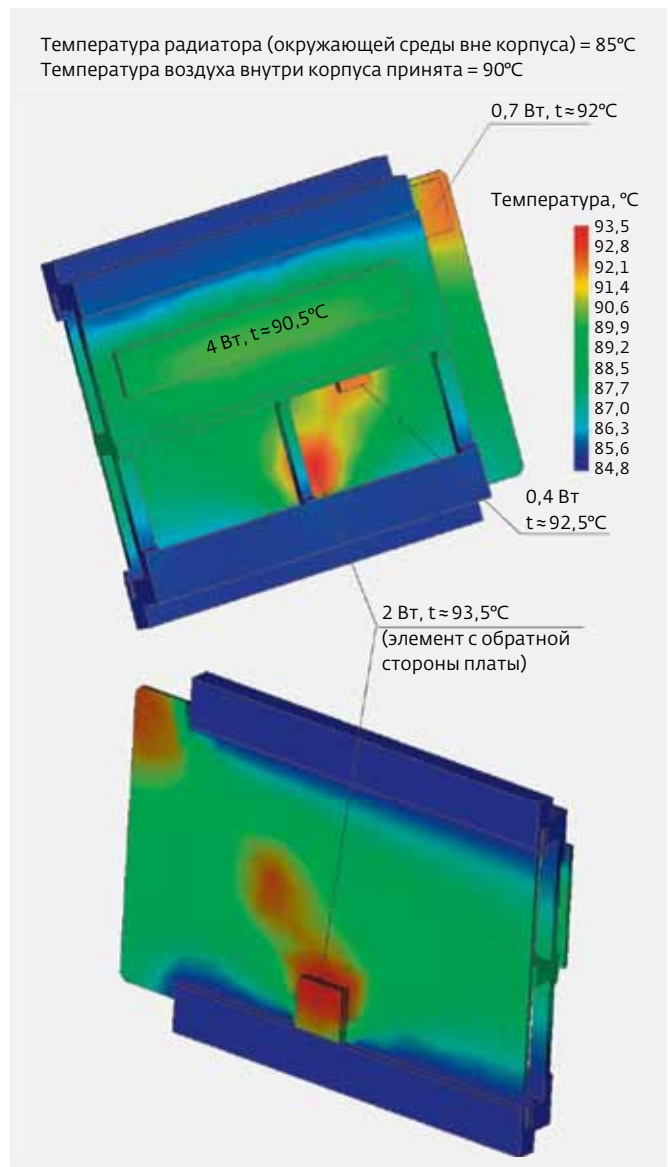 Температура радиатора (окружающей среды вне корпуса) = 85°C
Температура воздуха внутри корпуса принята = 90°C
0,7 Вт, t≈92°C
Температура, °C
93,5
92,8
92,1
91,4
90,6
89,9
89,2
88,5
87,7
87,0
86,3
85,6
84,8
4 Вт, t≈90,5°C
0,4 Вт
t≈92,5°C
2 Вт, t≈93,5°C
(элемент с обратной
стороны платы)